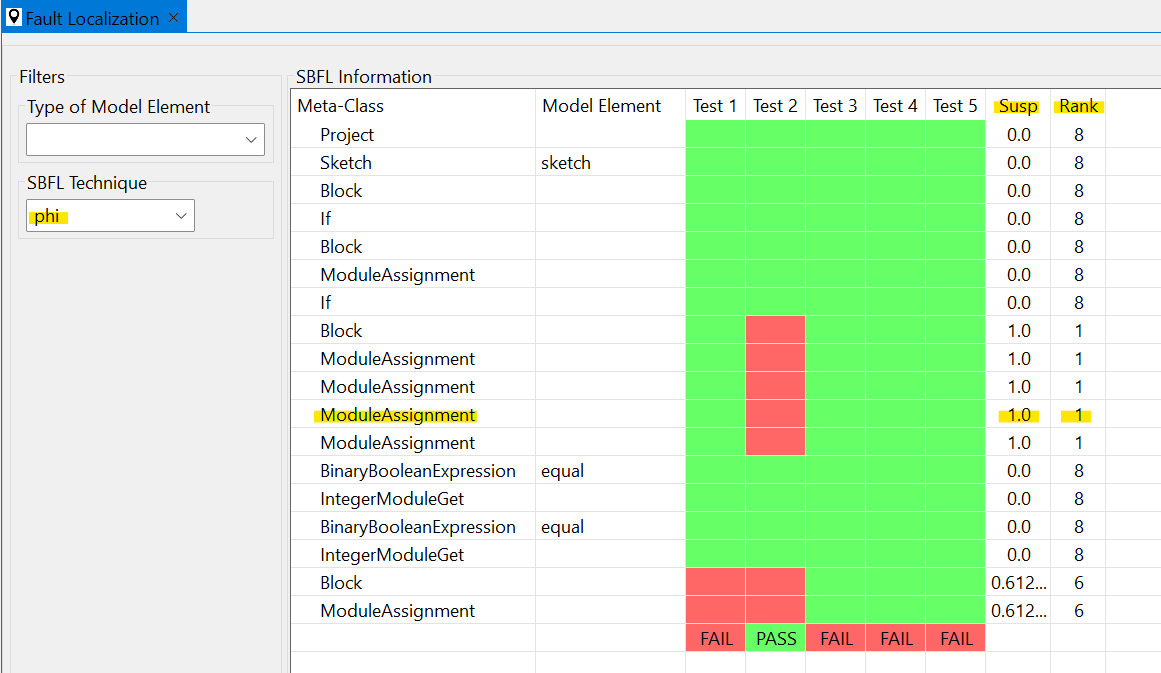 Fault Localization ×
Filters
SBFL Information
Type of Model Element
SBFL Technique
phi
Meta-Class Model Element Test 1 Test 2 Test 3 Test 4 Test 5 Susp Rank
Project 0.0 8
Sketch sketch 0.0 8
Block 0.0 8
If 0.0 8
Block 0.0 8
ModuleAssignment 0.0 8
If 0.0 8
Block 1.0 1
ModuleAssignment 1.0 1
ModuleAssignment 1.0 1
ModuleAssignment 1.0 1
ModuleAssignment 1.0 1
BinaryBooleanExpression equal 0.0 8
IntegerModuleGet 0.0 8
BinaryBooleanExpression equal 0.0 8
IntegerModuleGet 0.0 8
Block 0.612... 6
ModuleAssignment 0.612... 6
FAIL PASS FAIL FAIL FAIL